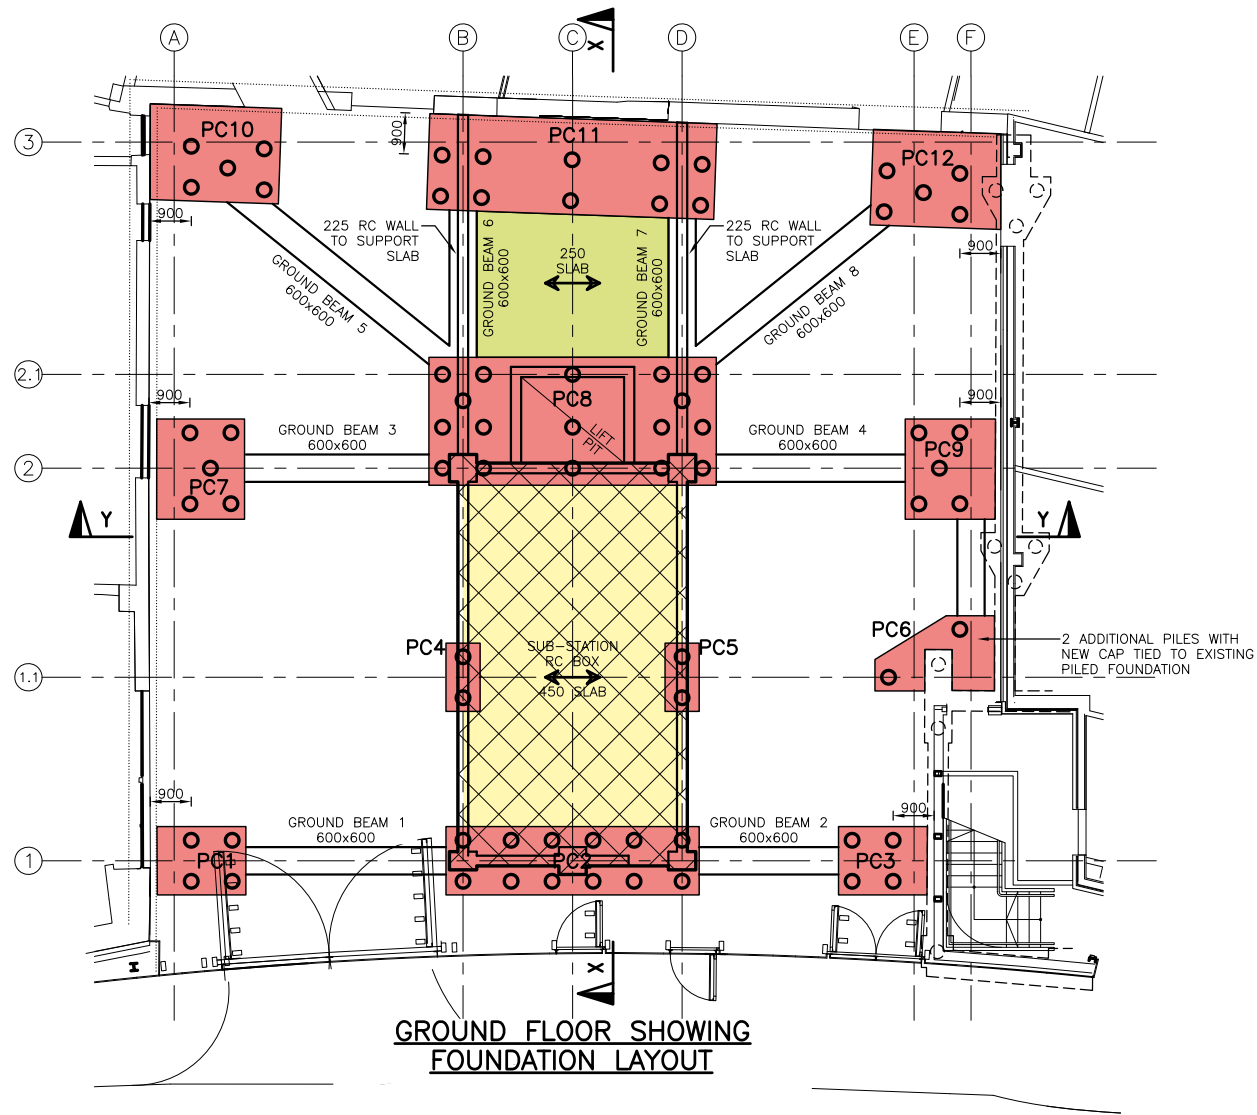 A
B
C
D
E
F
X
3
PC10
PC11
PC12
900
900
225 RC WALL
TO SUPPORT
SLAB
GROUND BEAM 6
600x600
250
SLAB
GROUND BEAM 7
600x600
225 RC WALL
TO SUPPORT
SLAB
900
GROUND BEAM 5
600x600
GROUND BEAM 8
600x600
2.1
900
PC8
LIFT
PIT
900
GROUND BEAM 3
600x600
GROUND BEAM 4
600x600
PC9
2
PC7
Y
Y
PC4
SUB-STATION
RC BOX
450 SLAB
PC5
PC6
2 ADDITIONAL PILES WITH
NEW CAP TIED TO EXISTING
PILED FOUNDATION
1.1
900
900
GROUND BEAM 1
600x600
GROUND BEAM 2
600x600
1
PC1
PC2
PC3
X
GROUND FLOOR SHOWING
FOUNDATION LAYOUT